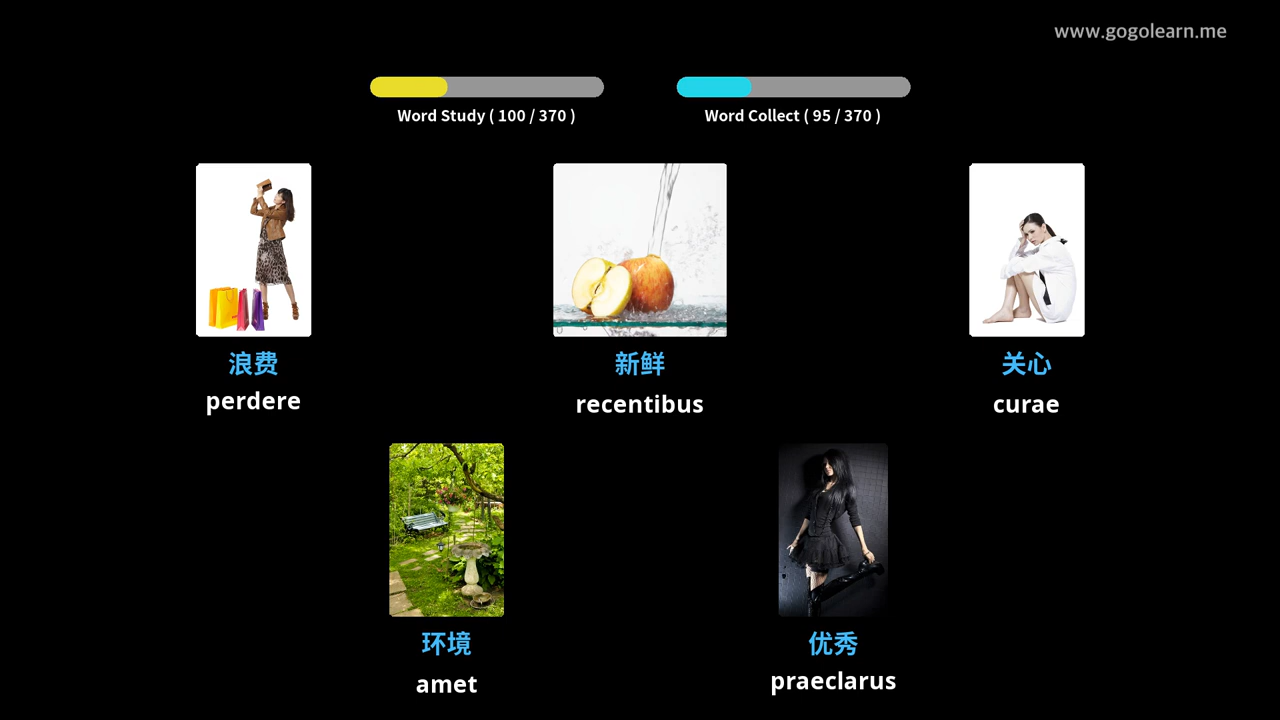 www.gogolearn.me
Word Study ( 100 / 370 )
Word Collect ( 95 / 370 )
浪费
perdere
新鲜
recentibus
关心
curae
环境
amet
优秀
praeclarus